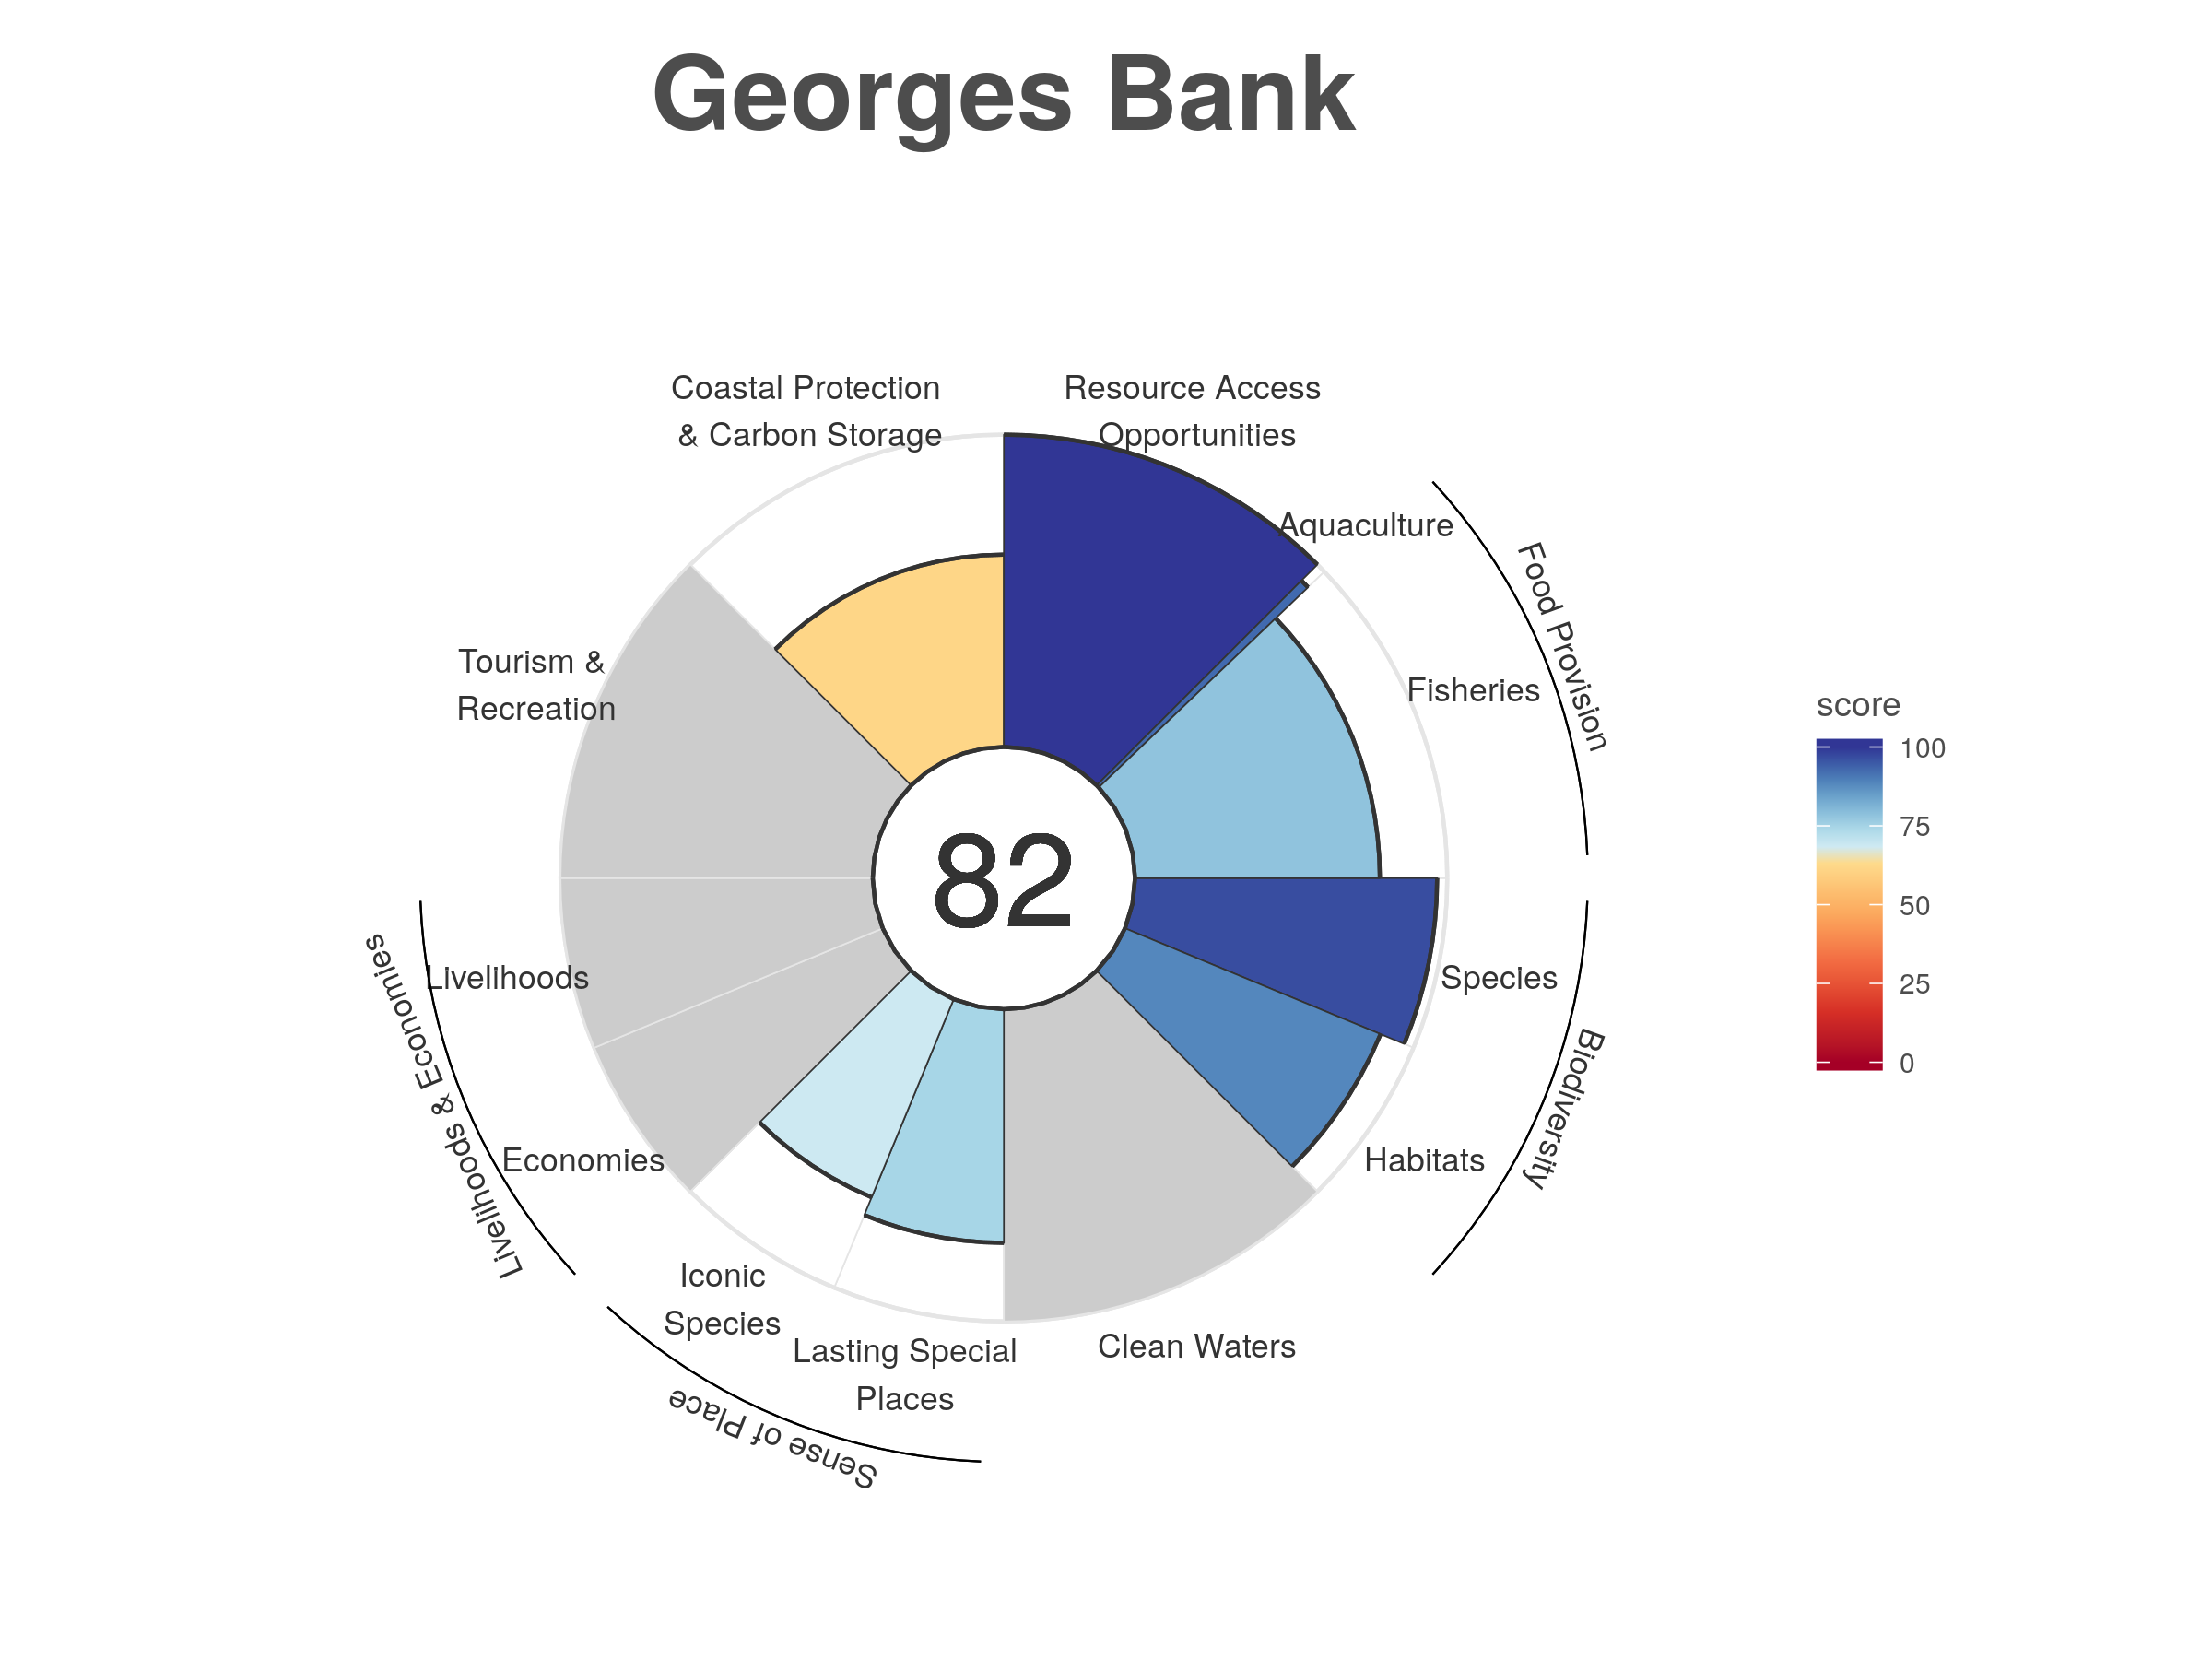 Georges Bank
Coastal Protection
& Carbon Storage
Resource Access
Opportunities
Aquaculture
Food Provision
Fisheries
Tourism &
Recreation
score
100
75
50
25
0
82
Species
Biodiversity
Habitats
Livelihoods
Livelihoods & Economies
Economies
Iconic
Species
Lasting Special
Places
Clean Waters
Sense of Place